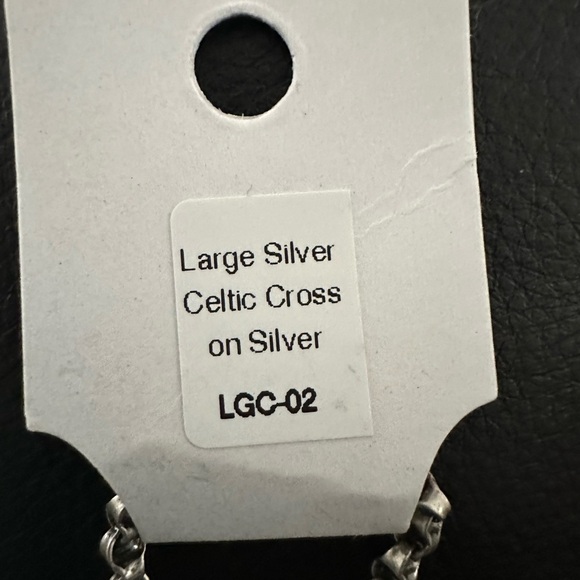 Large Silver
Celtic Cross
on Silver
LGC-02